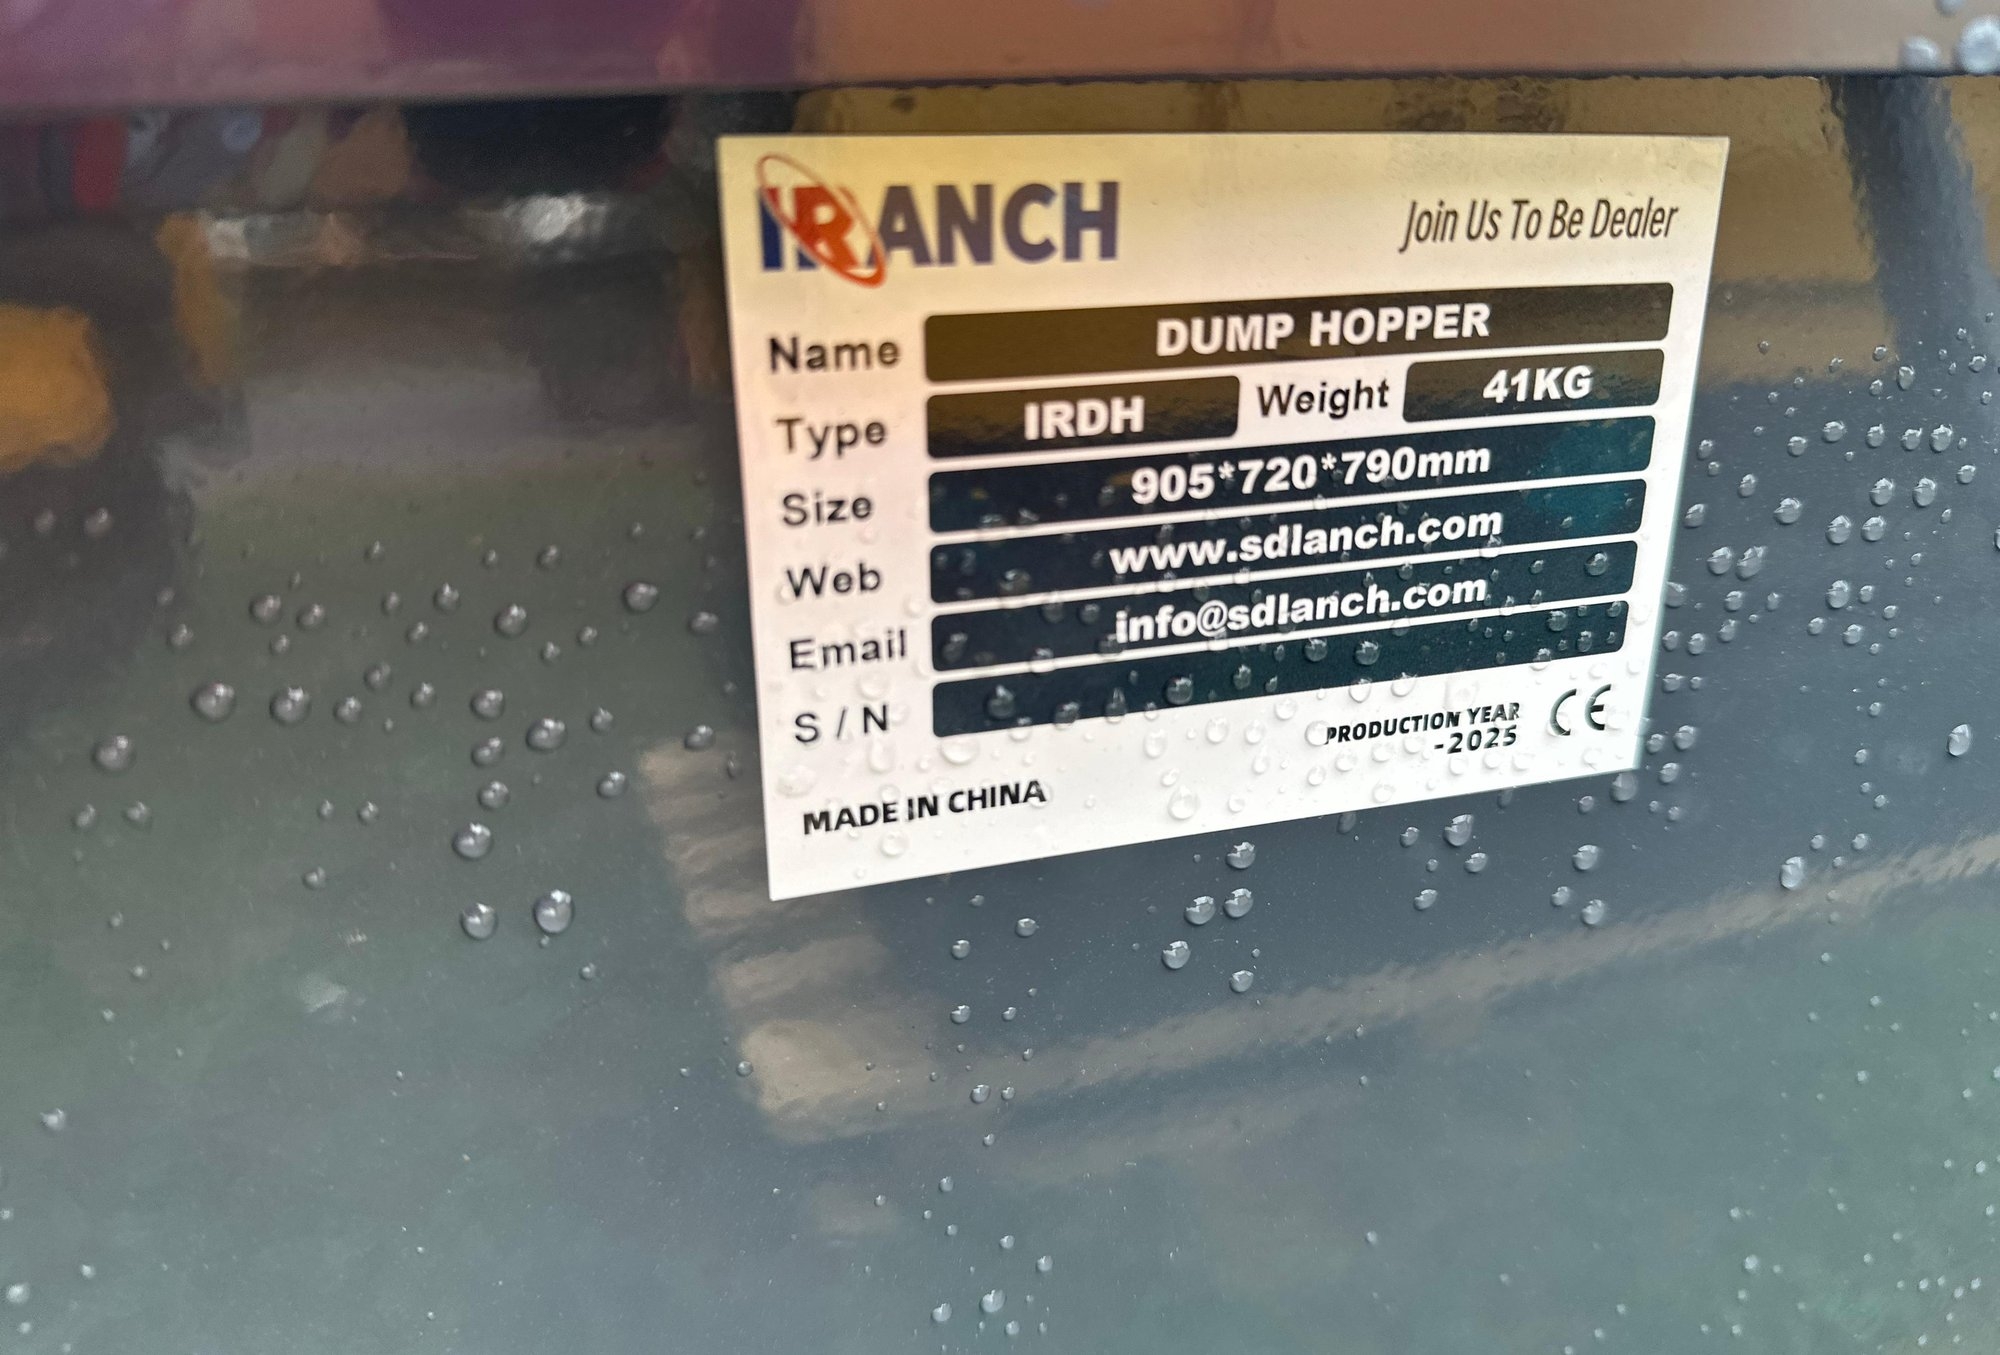 IRANCH
Join Us To Be Dealer
Name DUMP HOPPER
Type IRDH Weight 41KG
Size 905*720*790mm
Web www.sdlanch.com
Email info@sdlanch.com
S / N
PRODUCTION YEAR
-2025
CE
MADE IN CHINA